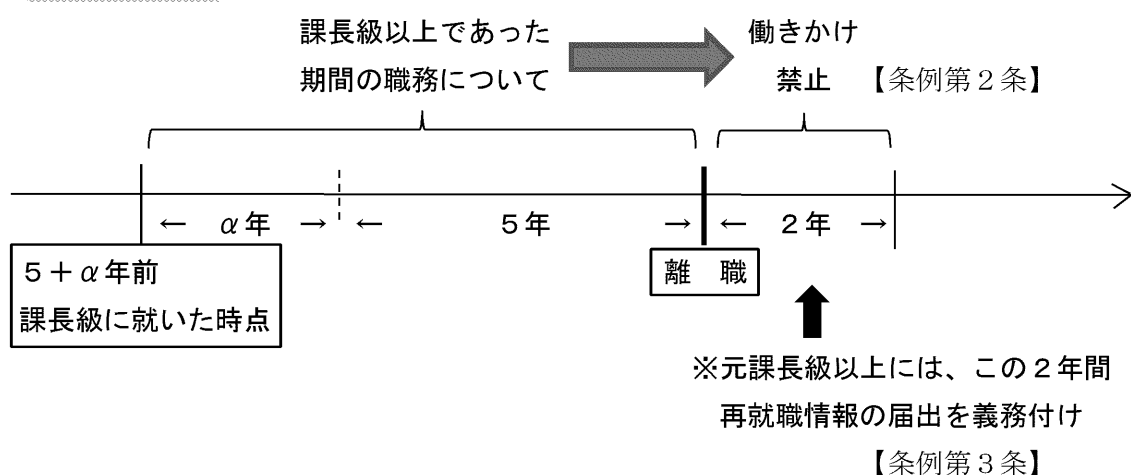 課長級以上であった
期間の職務について
働きかけ
禁止 【条例第２条】
← α年 → ← ５年 → ← ２年 →
５＋α年前
課長級に就いた時点
離　職
※元課長級以上には、この２年間
再就職情報の届出を義務付け
【条例第３条】